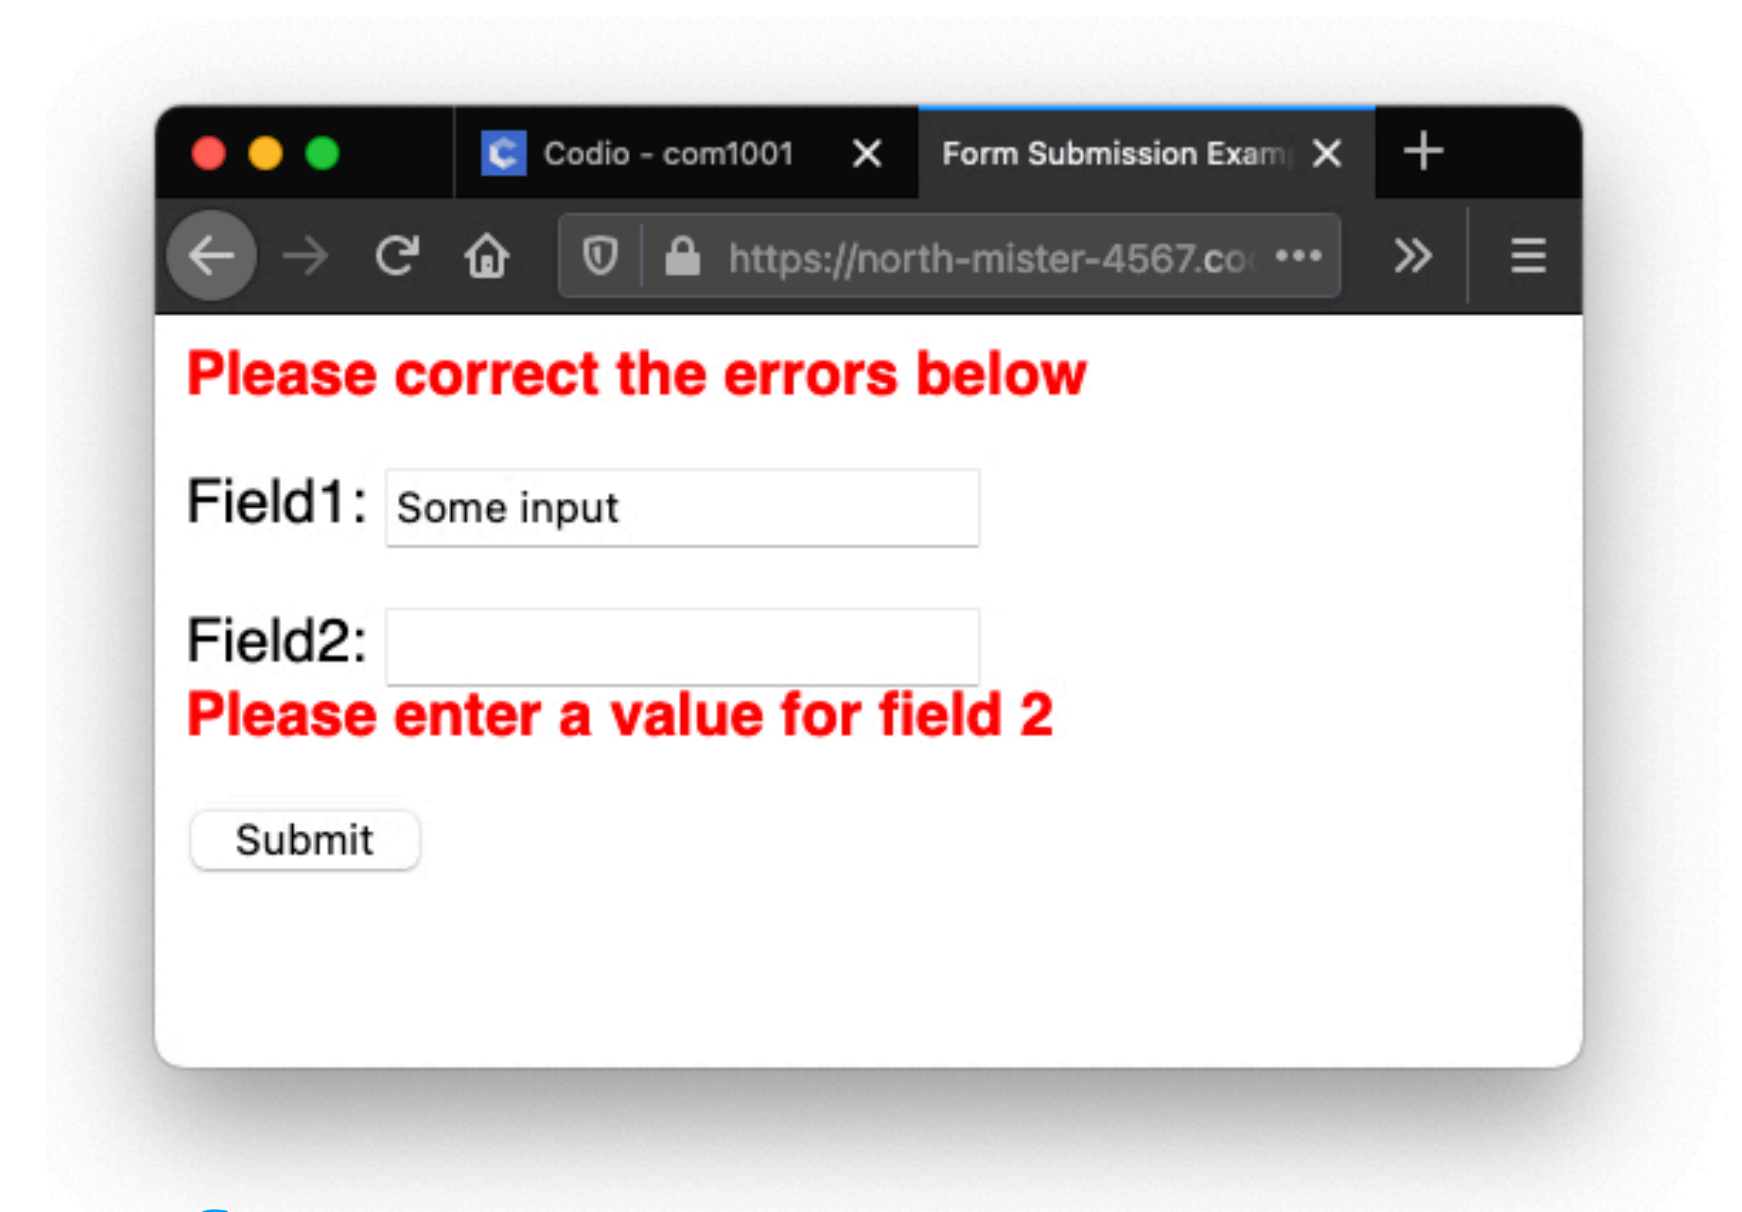 Codio - com1001
Form Submission Exam
https://north-mister-4567.co
Please correct the errors below
Field1: Some input
Field2:
Please enter a value for field 2
Submit